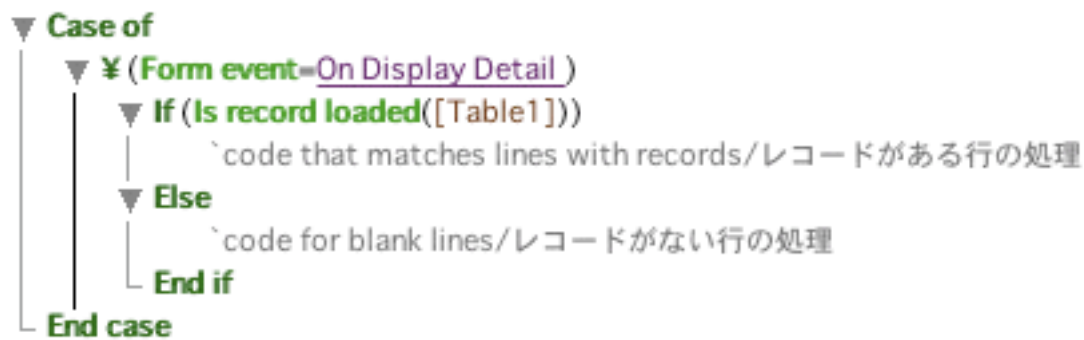 Case of
¥ (Form event=On Display Detail )
If (Is record loaded([Table1]))
`code that matches lines with records/レコードがある行の処理
Else
`code for blank lines/レコードがない行の処理
End if
End case